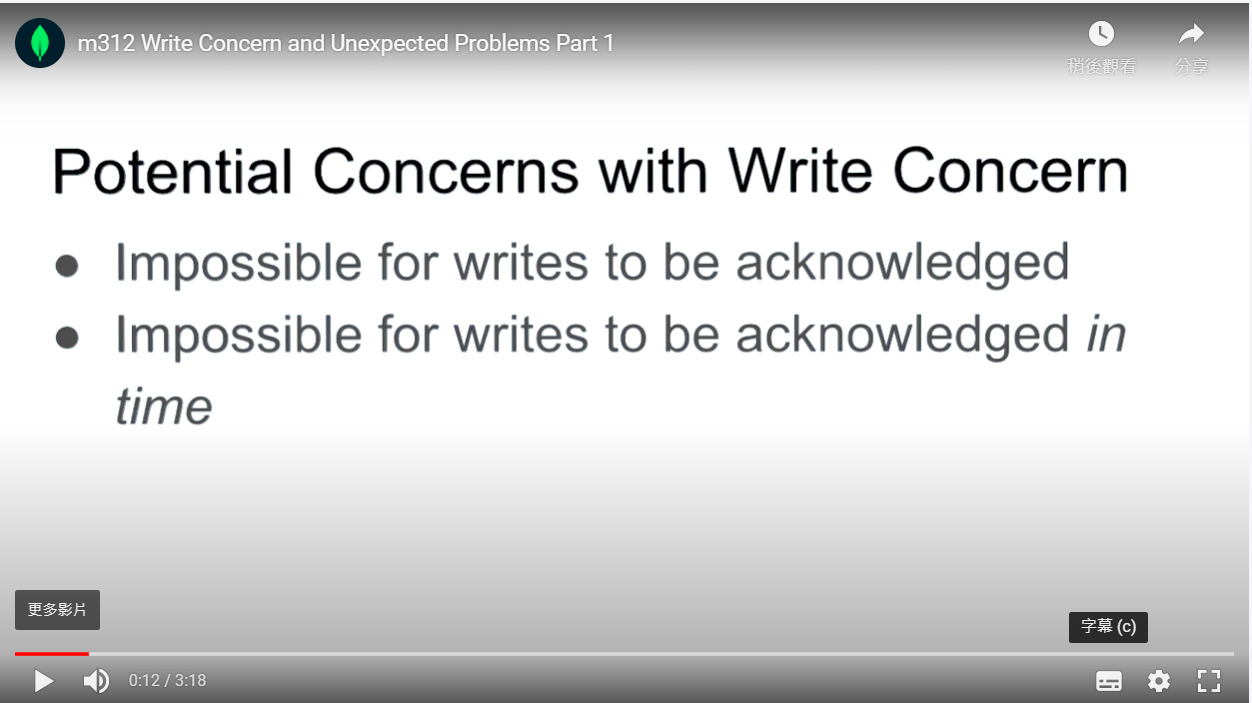 m312 Write Concern and Unexpected Problems Part 1
稍後觀看
分享
Potential Concerns with Write Concern
● Impossible for writes to be acknowledged
● Impossible for writes to be acknowledged in
time
更多影片
字幕 (c)
0:12 / 3:18